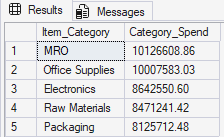 Results Messages
Item_Category Category_Spend
1 MRO 10126608.86
2 Office Supplies 10007583.03
3 Electronics 8642550.60
4 Raw Materials 8471241.42
5 Packaging 8125712.48